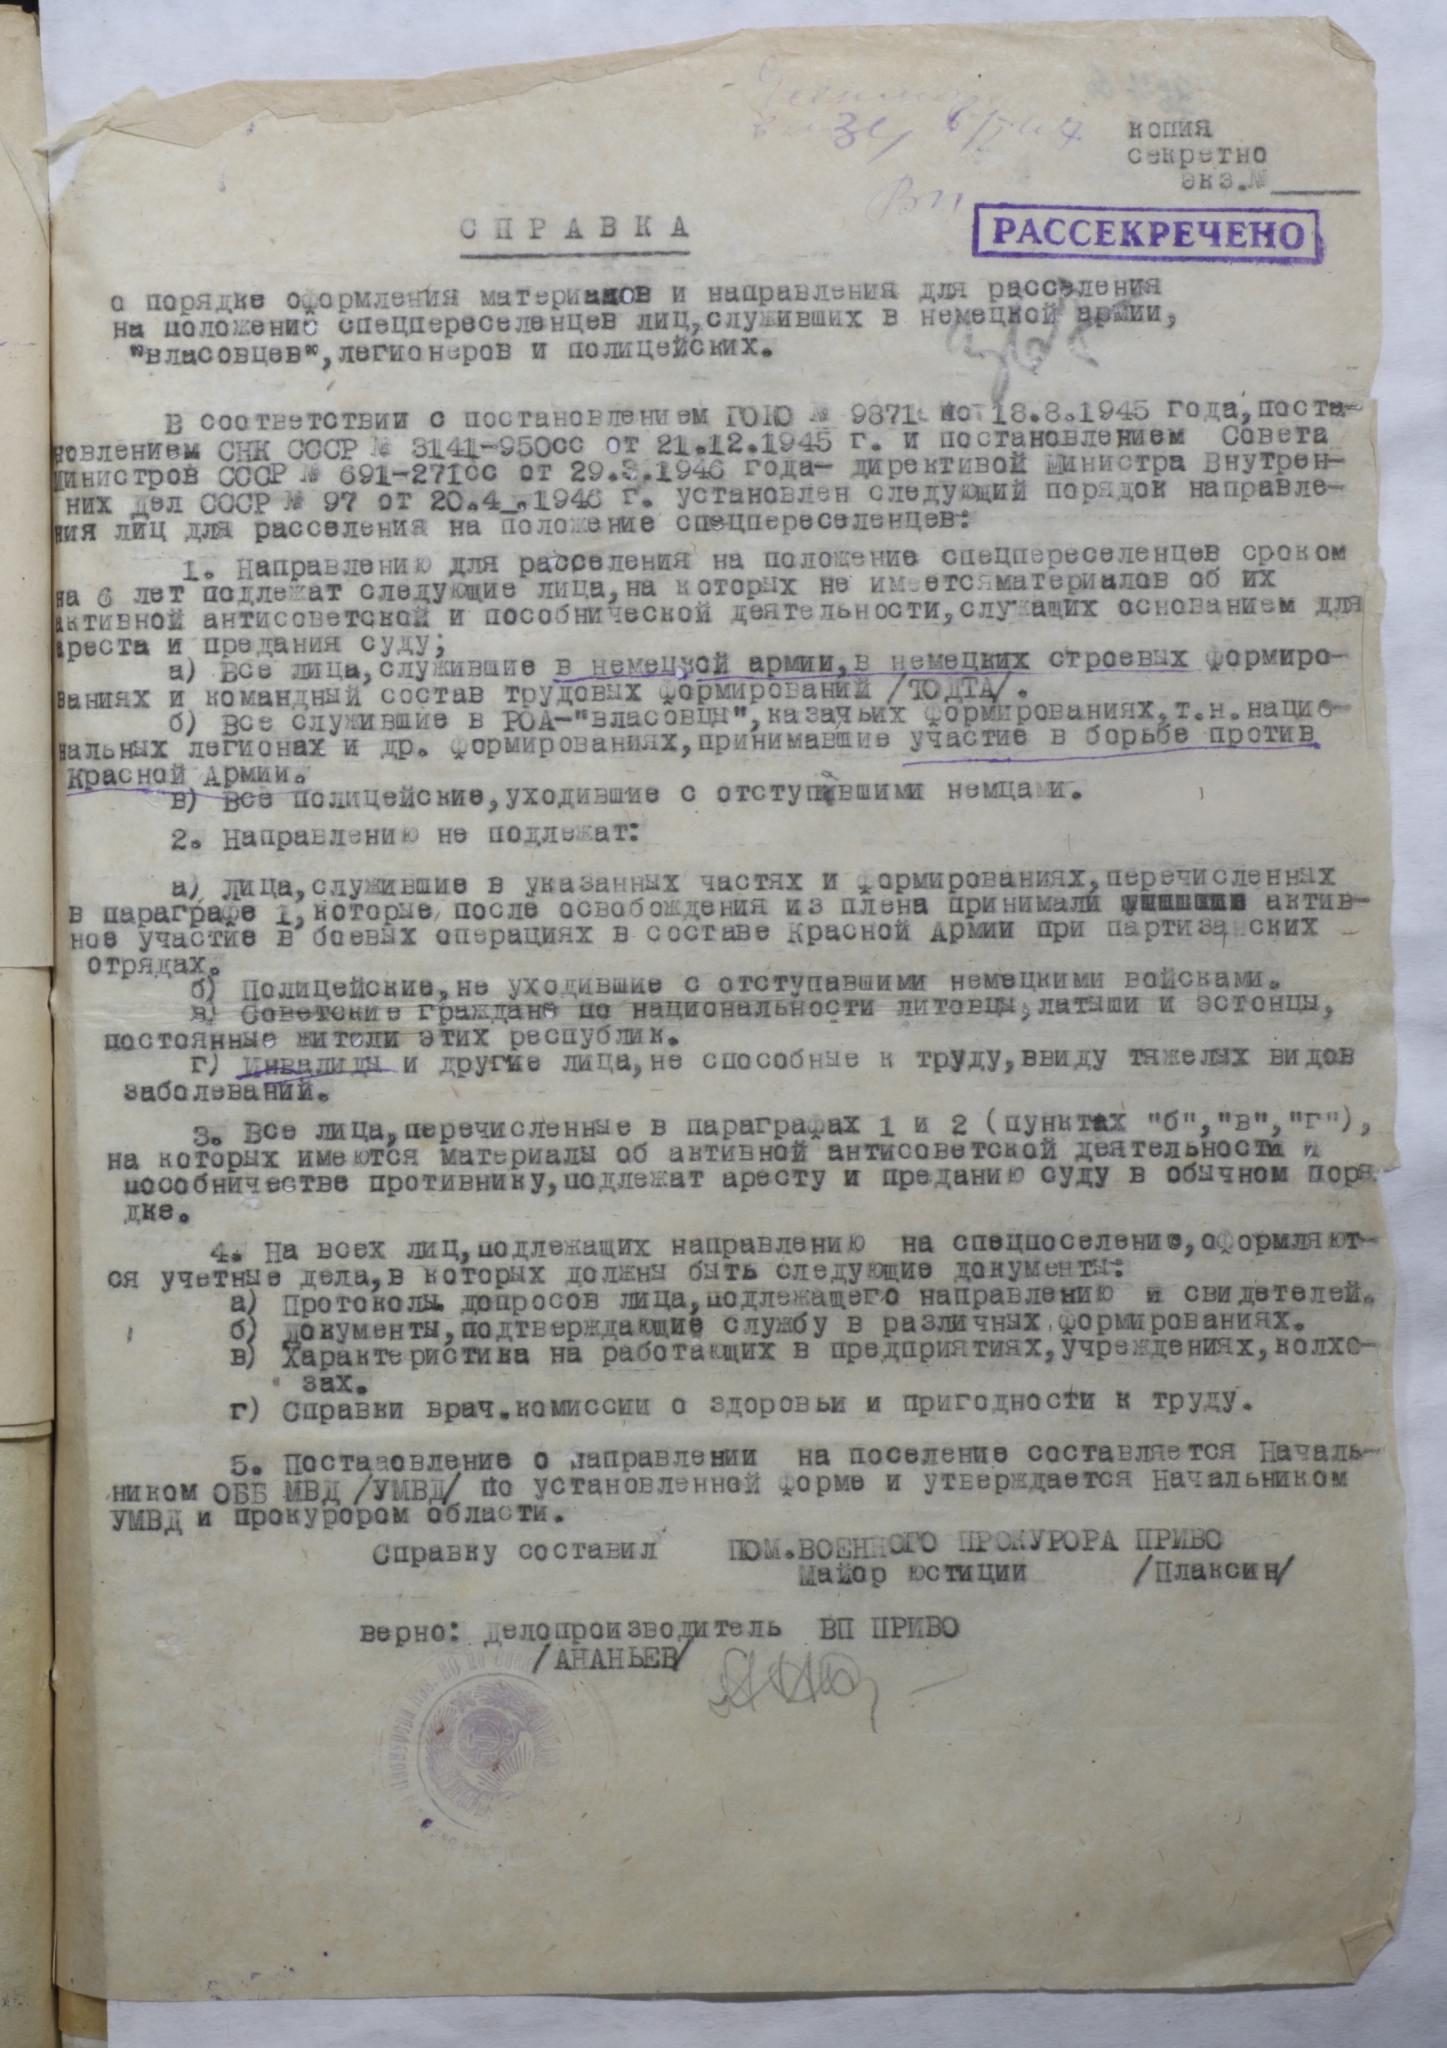 копия
секретно
экз.№
СПРАВКА
РАССЕКРЕЧЕНО
о порядке оформления материалов и направления для расселения
на положение спецпереселенцев лиц,служивших в немецкой армии,
"власовцев",легионеров и полицейских.
В соответствии с постановлением ГОКО № 9871с от 18.8.1945 года,поста-
новлением СНК СССР № 3141-950сс от 21.12.1945 г. и постановлением Совета
Министров СССР № 691-271сс от 29.3.1946 года- директивой Министра Внутрен-
них дел СССР № 97 от 20.4_.1946 г. установлен следующий порядок направле-
ния лиц для расселения на положение спецпереселенцев:
1. Направлению для расселения на положение спецпереселенцев сроком
на 6 лет подлежат следующие лица,на которых не имеетсяматериалов об их
активной антисоветской и пособнической деятельности,служащих основанием для
ареста и предания суду;
а) Все лица,служившие в немецкой армии,в немецких строевых формиро-
ваниях и командный состав трудовых формирований /ТОДТА/.
б) Все служившие в РОА-"власовцы",казачьих формированиях,т.н.нацио-
нальных легионах и др. формированиях,принимавшие участие в борьбе против
Красной Армии.
в) Все полицейские,уходившие с отступившими немцами.
2. Направлению не подлежат:
а) Лица,служившие в указанных частях и формированиях,перечисленных
в параграфе 1,которые после освобождения из плена принимали актив-
ное участие в боевых операциях в составе Красной Армии при партизанских
отрядах.
б) Полицейские,не уходившие с отступавшими немецкими войсками.
в) Советские граждане по национальности литовцы,латыши и эстонцы,
постоянные жители этих республик.
г) Инвалиды и другие лица,не способные к труду,ввиду тяжелых видов
заболеваний.
3. Все лица,перечисленные в параграфах 1 и 2 (пунктах "б","в","г"),
на которых имеются материалы об активной антисоветской деятельности и
пособничестве противнику,подлежат аресту и преданию суду в обычном поря
дке.
4. На всех лиц,подлежащих направлению на спецпоселение,оформляют-
ся учетные дела,в которых должны быть следующие документы:
а) Протоколы допросов лица,подлежащего направлению и свидетелей.
б) Документы,подтверждающие службу в различных формированиях.
в) Характеристика на работающих в предприятиях,учреждениях,колхо-
зах.
г) Справки врач.комиссии о здоровьи и пригодности к труду.
5. Постановление о направлении на поселение составляется Началь-
ником ОББ МВД /УМВД/ по установленной форме и утверждается Начальником
УМВД и прокурором области.
Справку составил ПОМ.ВОЕННОГО ПРОКУРОРА ПРИВО
Майор юстиции /Плаксин/
верно: делопроизводитель ВП ПРИВО
/АНАНЬЕВ/